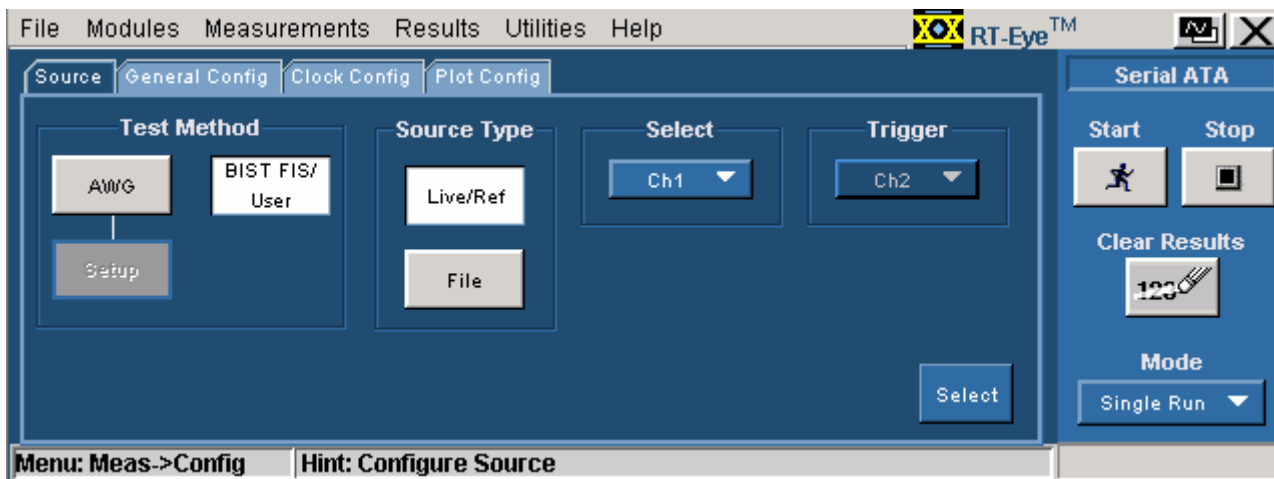 File Modules Measurements Results Utilities Help RT-Eye™
Source General Config Clock Config Plot Config
Serial ATA
Test Method
Source Type
Select
Trigger
Start Stop
AWG
BIST FIS/
User
Live/Ref
Ch1
Ch2
Setup
File
Clear Results
123
Mode
Select
Single Run
Menu: Meas->Config Hint: Configure Source